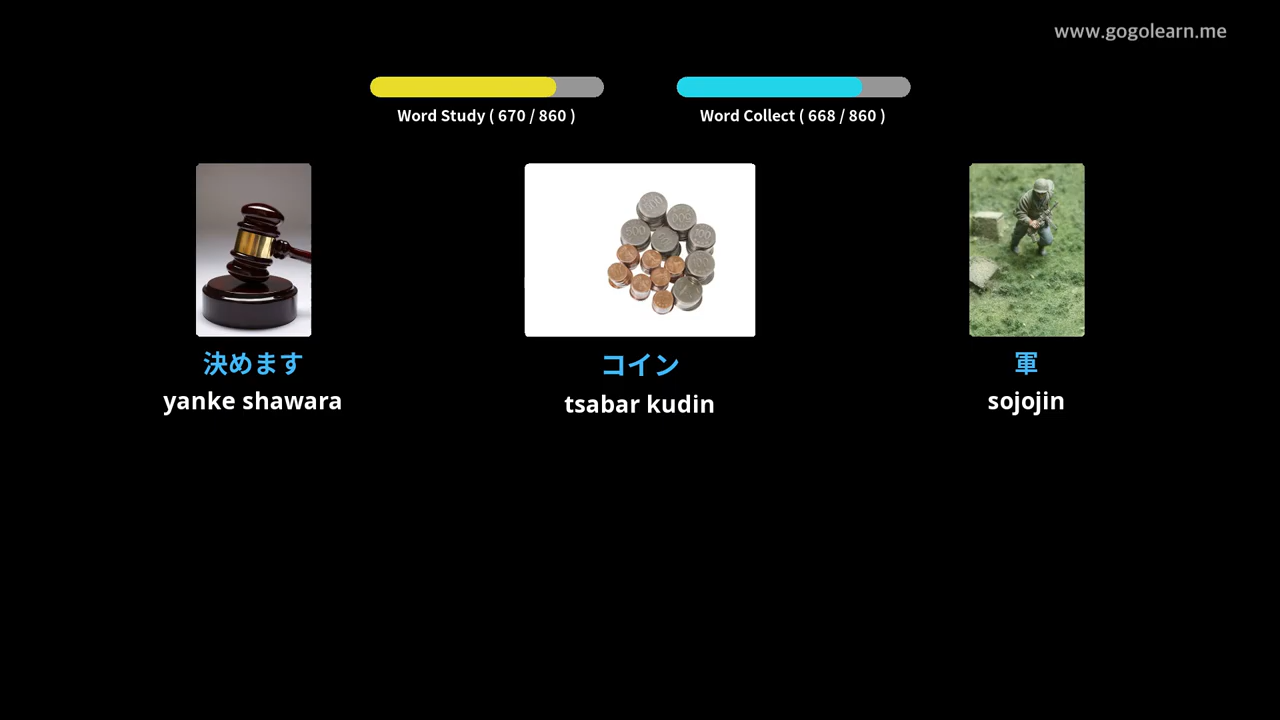 www.gogolearn.me
Word Study ( 670 / 860 )
Word Collect ( 668 / 860 )
決めます
yanke shawara
コイン
tsabar kudin
軍
sojojin